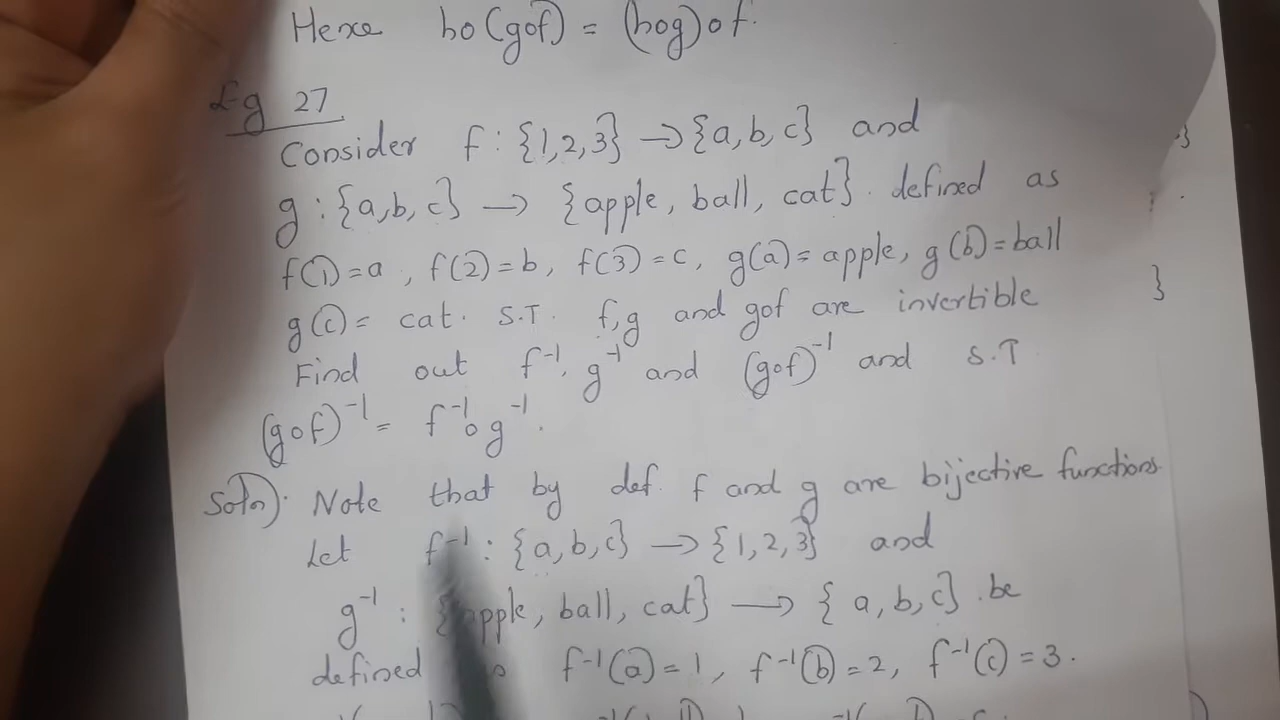 Hence ho(gof) = (hog)of.
Eg 27
Consider f : {1,2,3} → {a, b, c} and
g : {a, b, c} → {apple, ball, cat}. defined as
f(1) = a, f(2) = b, f(3) = c, g(a) = apple, g(b) = ball
g(c) = cat. S.T. f, g and gof are invertible
Find out f⁻¹, g⁻¹ and (gof)⁻¹ and S.T
(gof)⁻¹ = f⁻¹o g⁻¹.
Soln). Note that by def. f and g are bijective functions.
Let f⁻¹ : {a, b, c} → {1, 2, 3} and
g⁻¹ : {apple, ball, cat} → {a, b, c}. be
defined f⁻¹(a) = 1, f⁻¹(b) = 2, f⁻¹(c) = 3.